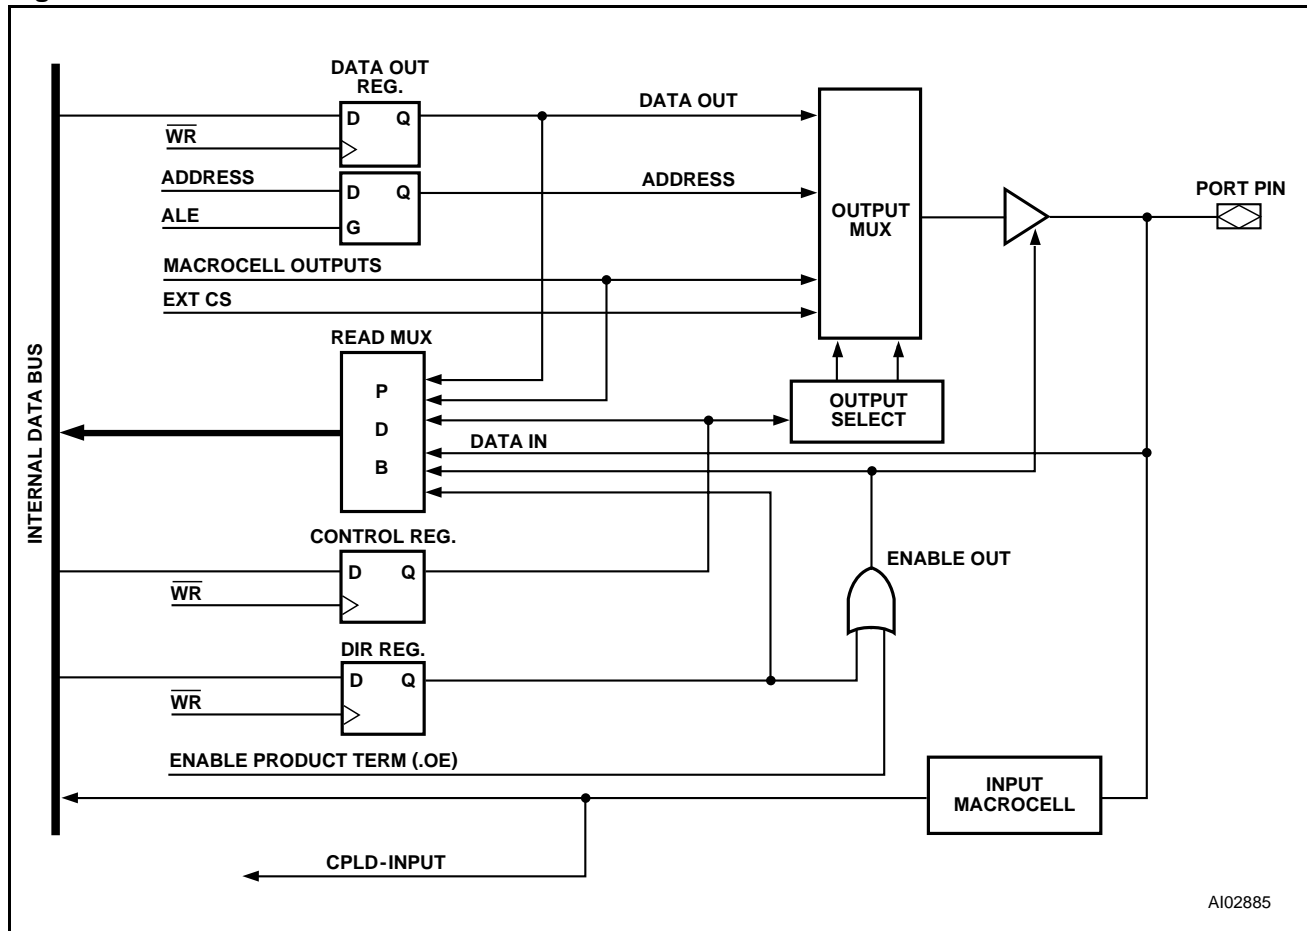 DATA OUT
REG.
D Q
WR
DATA OUT
ADDRESS
D Q
ADDRESS
ALE
G
OUTPUT
MUX
PORT PIN
MACROCELL OUTPUTS
EXT CS
READ MUX
P
D
B
OUTPUT
SELECT
DATA IN
INTERNAL DATA BUS
CONTROL REG.
D Q
WR
ENABLE OUT
DIR REG.
D Q
WR
ENABLE PRODUCT TERM (.OE)
INPUT
MACROCELL
CPLD-INPUT
AI02885